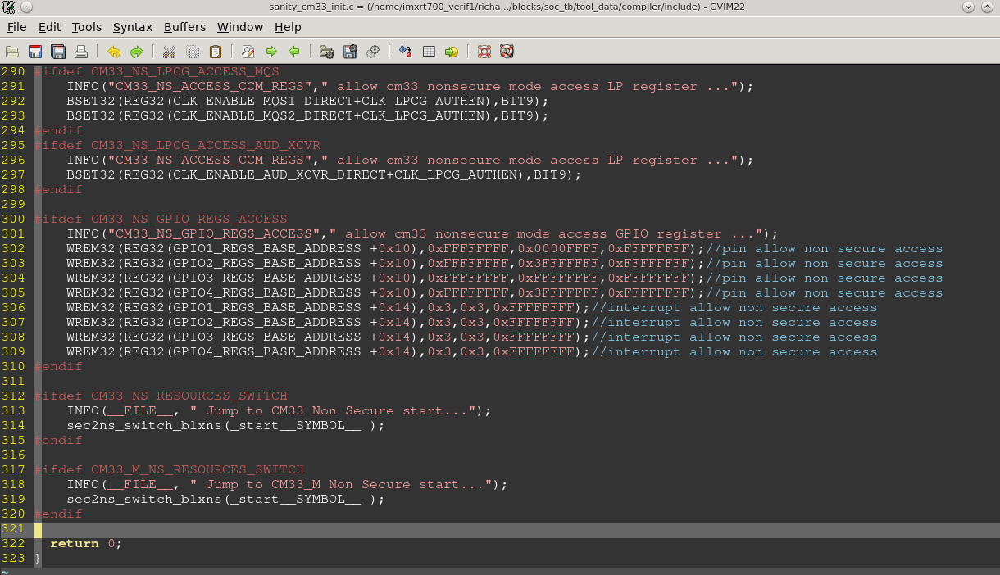 sanity_cm33_init.c = (/home/imxrt700_verif1/richa.../blocks/soc_tb/tool_data/compiler/include) - GVIM22
File Edit Tools Syntax Buffers Window Help
290 #ifdef CM33_NS_LPCG_ACCESS_MQS
291     INFO("CM33_NS_ACCESS_CCM_REGS"," allow cm33 nonsecure mode access LP register ...");
292     BSET32(REG32(CLK_ENABLE_MQS1_DIRECT+CLK_LPCG_AUTHEN),BIT9);
293     BSET32(REG32(CLK_ENABLE_MQS2_DIRECT+CLK_LPCG_AUTHEN),BIT9);
294 #endif
295 #ifdef CM33_NS_LPCG_ACCESS_AUD_XCVR
296     INFO("CM33_NS_ACCESS_CCM_REGS"," allow cm33 nonsecure mode access LP register ...");
297     BSET32(REG32(CLK_ENABLE_AUD_XCVR_DIRECT+CLK_LPCG_AUTHEN),BIT9);
298 #endif
299
300 #ifdef CM33_NS_GPIO_REGS_ACCESS
301     INFO("CM33_NS_GPIO_REGS_ACCESS"," allow cm33 nonsecure mode access GPIO register ...");
302     WREM32(REG32(GPIO1_REGS_BASE_ADDRESS +0x10),0xFFFFFFFF,0x0000FFFF,0xFFFFFFFF);//pin allow non secure access
303     WREM32(REG32(GPIO2_REGS_BASE_ADDRESS +0x10),0xFFFFFFFF,0x3FFFFFFF,0xFFFFFFFF);//pin allow non secure access
304     WREM32(REG32(GPIO3_REGS_BASE_ADDRESS +0x10),0xFFFFFFFF,0xFFFFFFFF,0xFFFFFFFF);//pin allow non secure access
305     WREM32(REG32(GPIO4_REGS_BASE_ADDRESS +0x10),0xFFFFFFFF,0x3FFFFFFF,0xFFFFFFFF);//pin allow non secure access
306     WREM32(REG32(GPIO1_REGS_BASE_ADDRESS +0x14),0x3,0x3,0xFFFFFFFF);//interrupt allow non secure access
307     WREM32(REG32(GPIO2_REGS_BASE_ADDRESS +0x14),0x3,0x3,0xFFFFFFFF);//interrupt allow non secure access
308     WREM32(REG32(GPIO3_REGS_BASE_ADDRESS +0x14),0x3,0x3,0xFFFFFFFF);//interrupt allow non secure access
309     WREM32(REG32(GPIO4_REGS_BASE_ADDRESS +0x14),0x3,0x3,0xFFFFFFFF);//interrupt allow non secure access
310 #endif
311
312 #ifdef CM33_NS_RESOURCES_SWITCH
313     INFO(__FILE__, " Jump to CM33 Non Secure start...");
314     sec2ns_switch_blxns(_start__SYMBOL__ );
315 #endif
316
317 #ifdef CM33_M_NS_RESOURCES_SWITCH
318     INFO(__FILE__, " Jump to CM33_M Non Secure start...");
319     sec2ns_switch_blxns(_start__SYMBOL__ );
320 #endif
321
322   return 0;
323 }
~